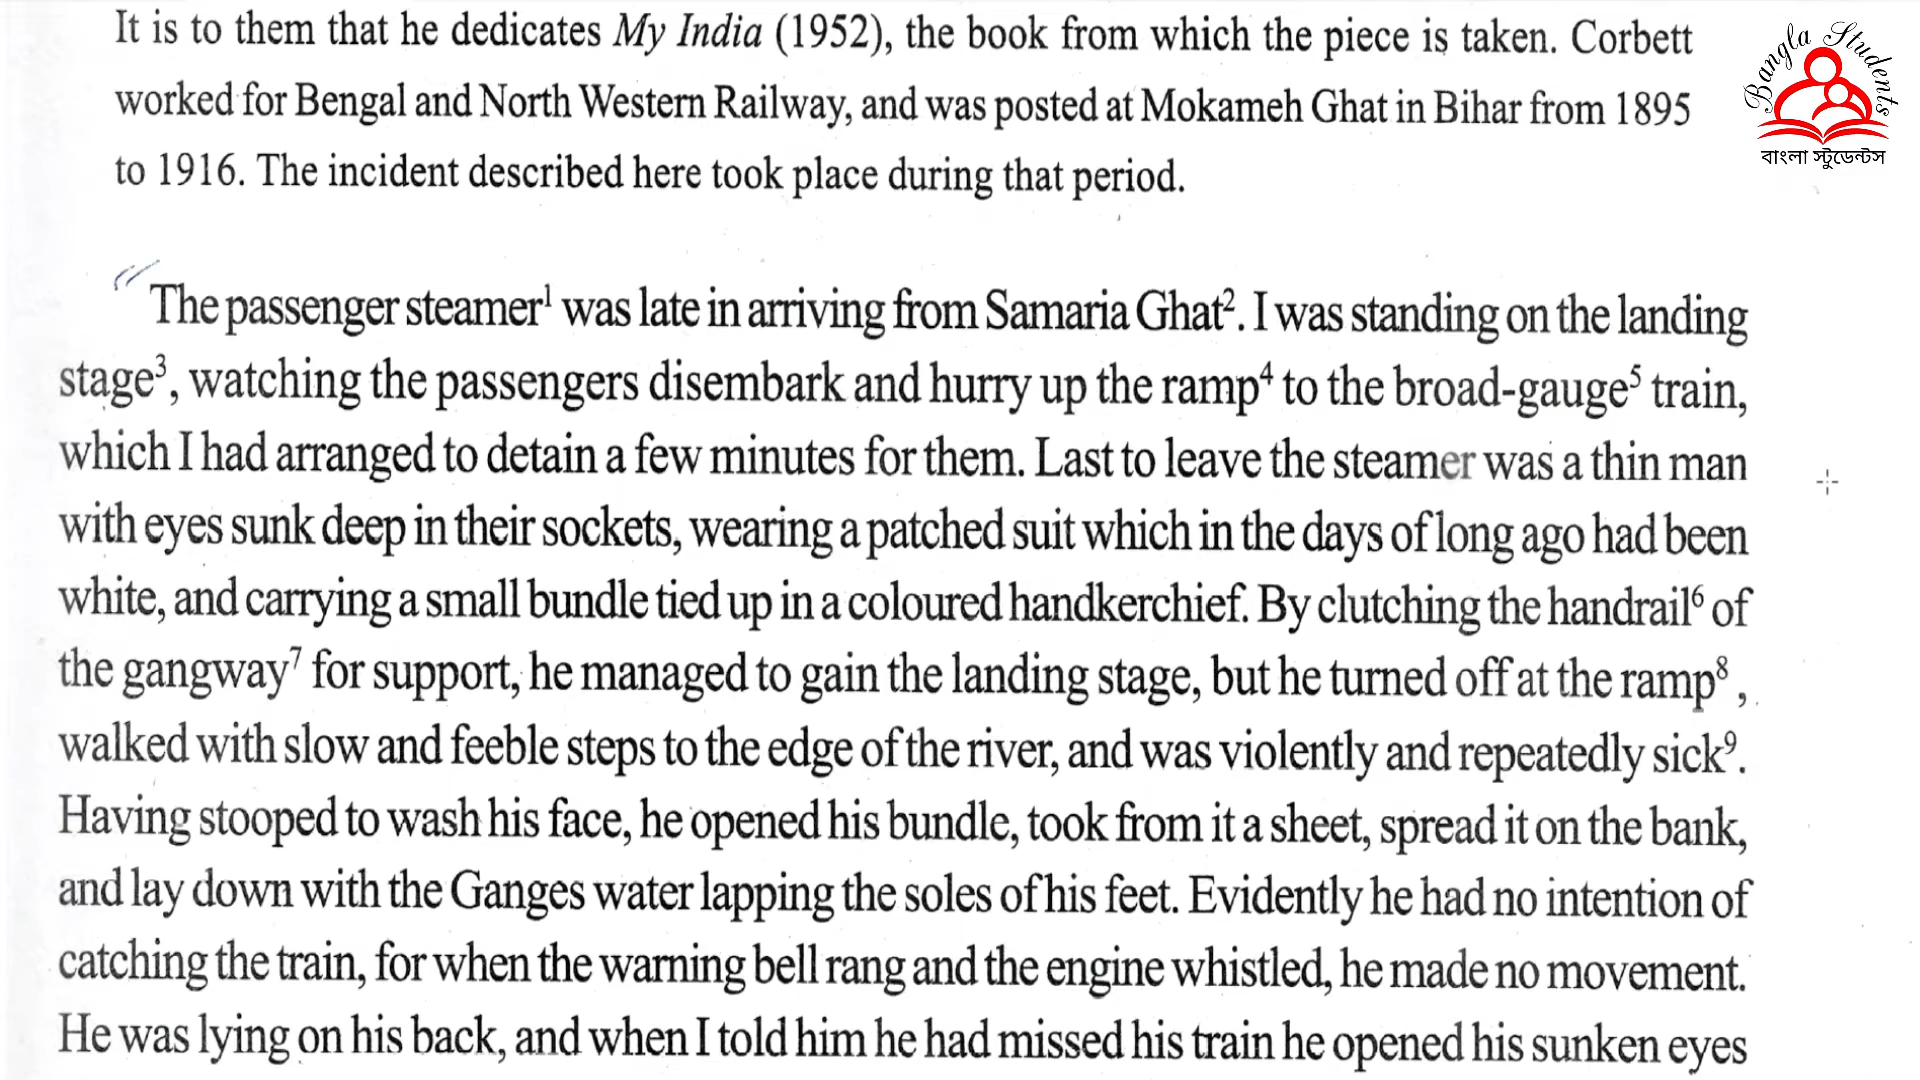 It is to them that he dedicates My India (1952), the book from which the piece is taken. Corbett
worked for Bengal and North Western Railway, and was posted at Mokameh Ghat in Bihar from 1895
to 1916. The incident described here took place during that period.
Bangla Students
বাংলা স্টুডেন্টস
The passenger steamer¹ was late in arriving from Samaria Ghat². I was standing on the landing
stage³, watching the passengers disembark and hurry up the ramp⁴ to the broad-gauge⁵ train,
which I had arranged to detain a few minutes for them. Last to leave the steamer was a thin man
with eyes sunk deep in their sockets, wearing a patched suit which in the days of long ago had been
white, and carrying a small bundle tied up in a coloured handkerchief. By clutching the handrail⁶ of
the gangway⁷ for support, he managed to gain the landing stage, but he turned off at the ramp⁸ ,
walked with slow and feeble steps to the edge of the river, and was violently and repeatedly sick⁹.
Having stooped to wash his face, he opened his bundle, took from it a sheet, spread it on the bank,
and lay down with the Ganges water lapping the soles of his feet. Evidently he had no intention of
catching the train, for when the warning bell rang and the engine whistled, he made no movement.
He was lying on his back, and when I told him he had missed his train he opened his sunken eyes